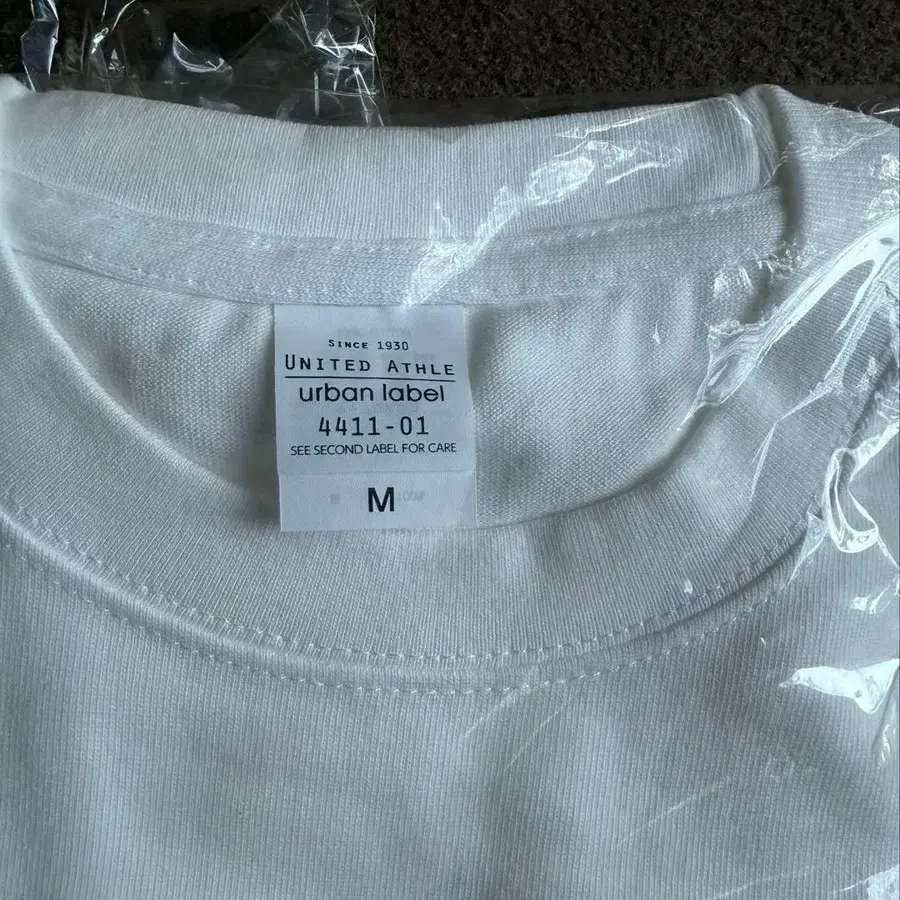 SINCE 1930
UNITED ATHLE
urban label
4411-01
SEE SECOND LABEL FOR CARE
M